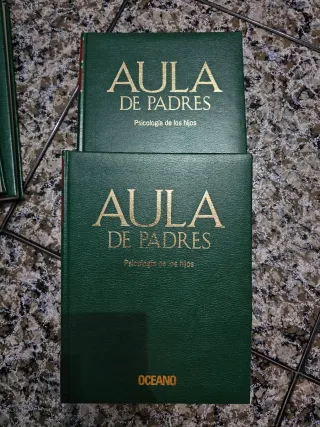 AULA
DE PADRES
Psicología de los hijos
AULA
DE PADRES
Psicología de los hijos
OCEANO